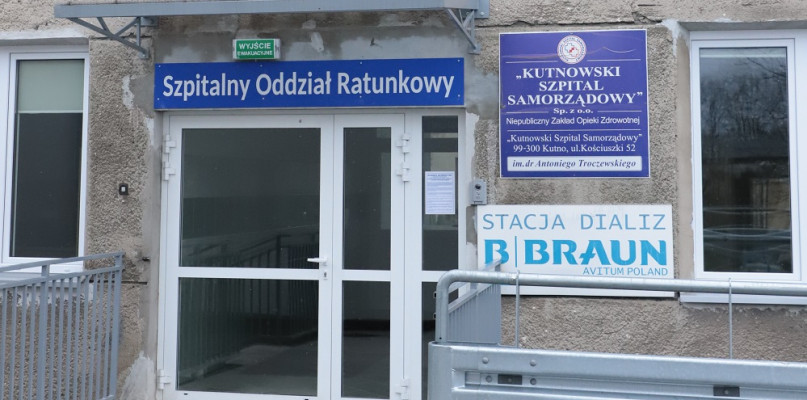 WYJŚCIE
EWAKUACYJNE
Szpitalny Oddział Ratunkowy
„KUTNOWSKI
SZPITAL
SAMORZĄDOWY”
Sp. z o.o.
Niepubliczny Zakład Opieki Zdrowotnej
„Kutnowski Szpital Samorządowy”
99-300 Kutno, ul.Kościuszki 52
im.dr Antoniego Troczewskiego
STACJA DIALIZ
B|BRAUN
AVITUM POLAND